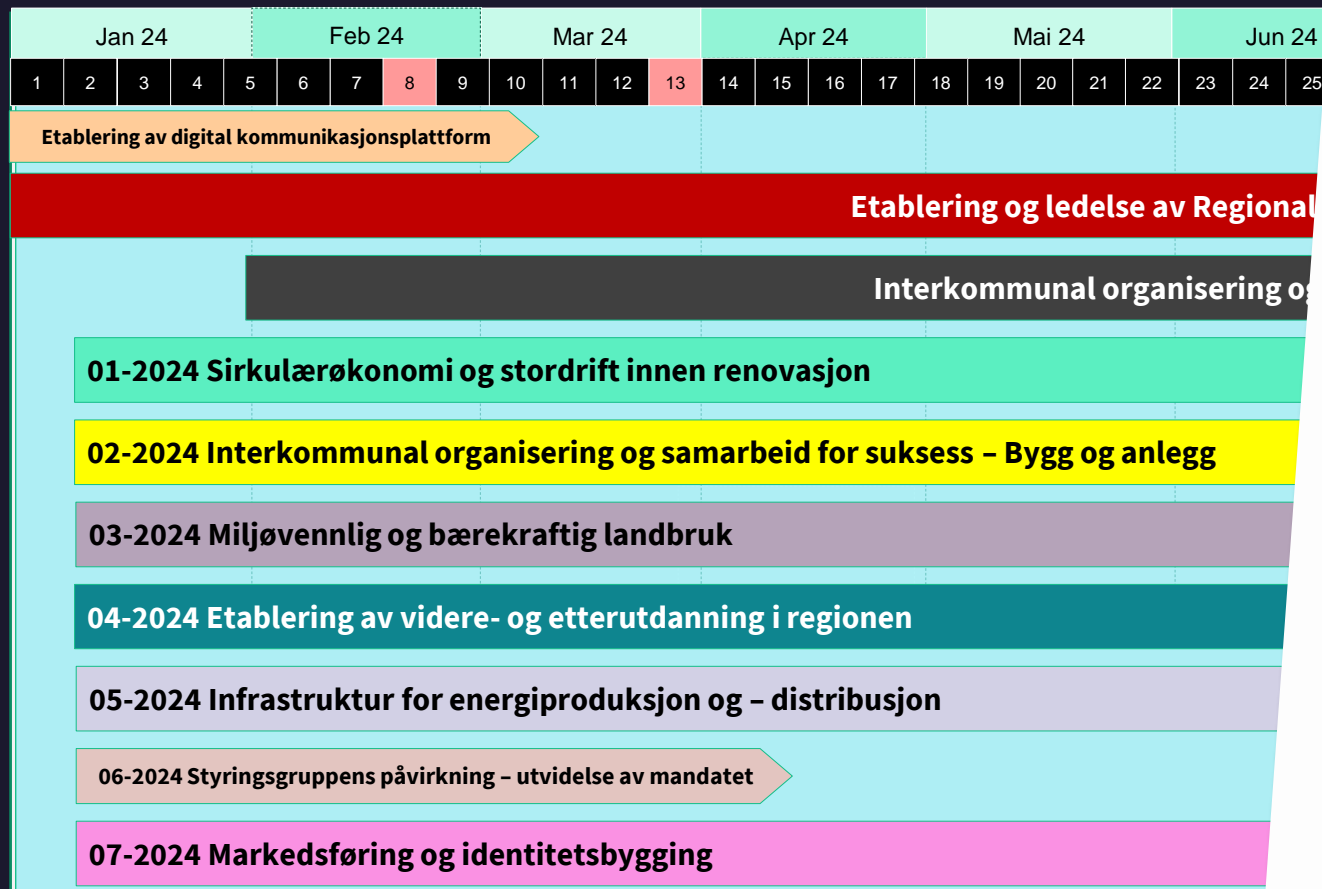 Jan 24 Feb 24 Mar 24 Apr 24 Mai 24 Jun 24
1 2 3 4 5 6 7 8 9 10 11 12 13 14 15 16 17 18 19 20 21 22 23 24 25
Etablering av digital kommunikasjonsplattform
Etablering og ledelse av Regional
Interkommunal organisering og
01-2024 Sirkulærøkonomi og stordrift innen renovasjon
02-2024 Interkommunal organisering og samarbeid for suksess – Bygg og anlegg
03-2024 Miljøvennlig og bærekraftig landbruk
04-2024 Etablering av videre- og etterutdanning i regionen
05-2024 Infrastruktur for energiproduksjon og – distribusjon
06-2024 Styringsgruppens påvirkning – utvidelse av mandatet
07-2024 Markedsføring og identitetsbygging